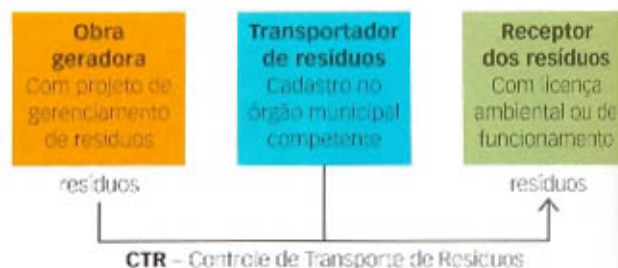 Obra
geradora
Com projeto de
gerenciamento
de resíduos
Transportador
de resíduos
Cadastro no
órgão municipal
competente
Receptor
dos resíduos
Com licença
ambiental ou de
funcionamento
resíduos
resíduos
CTR – Controle de Transporte de Resíduos